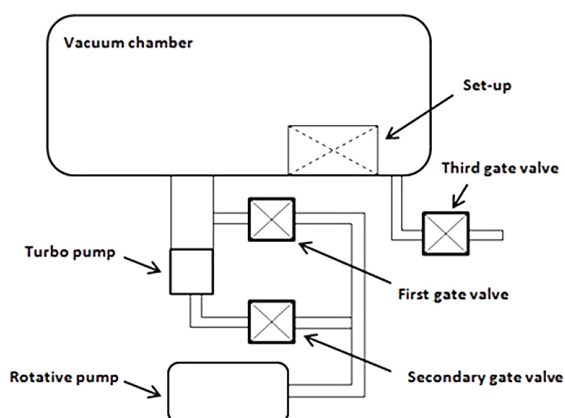 Vacuum chamber
Set-up
Third gate valve
Turbo pump
First gate valve
Rotative pump
Secondary gate valve